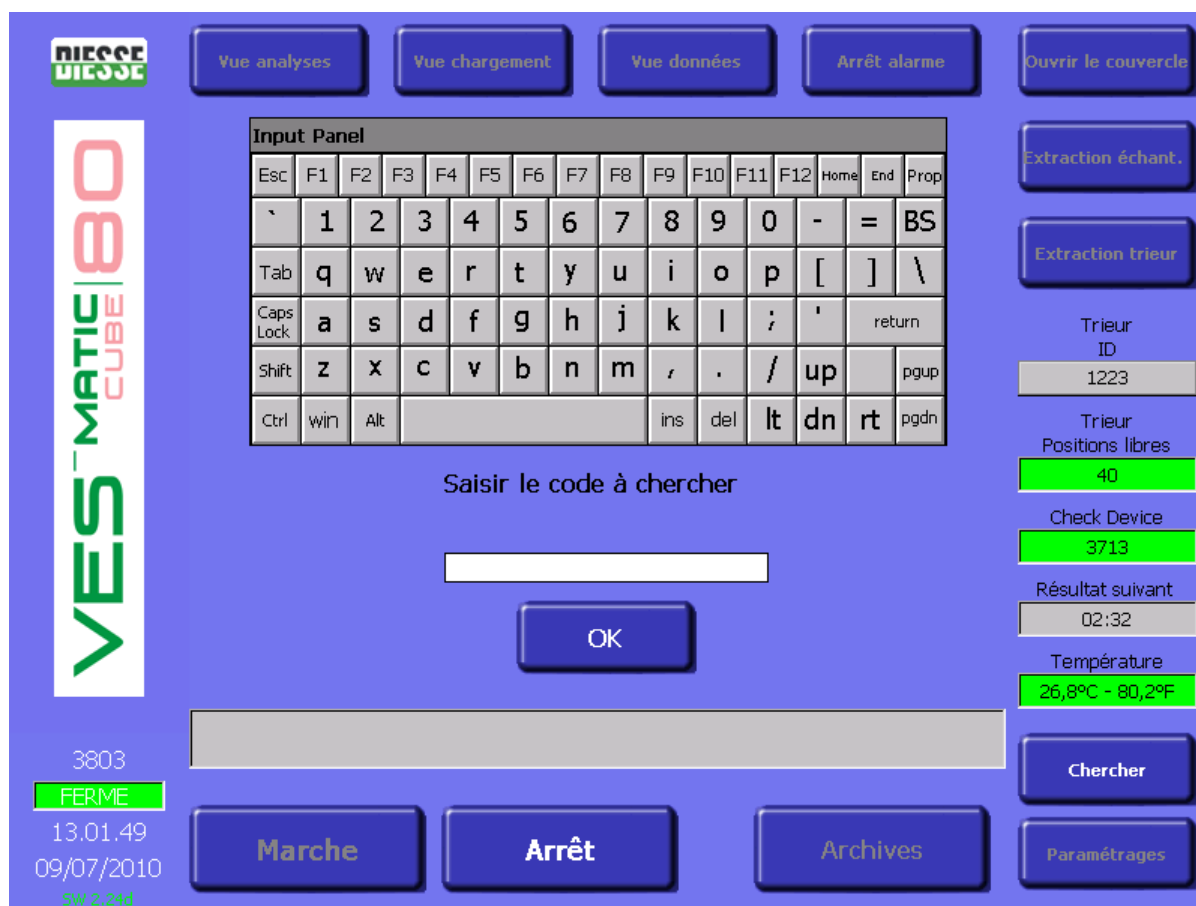 DIESSE
Vue analyses
Vue chargement
Vue données
Arrêt alarme
Ouvrir le couvercle
VES-MATIC | 80
CUBE
Input Panel
Esc F1 F2 F3 F4 F5 F6 F7 F8 F9 F10 F11 F12 Home End Prop
` 1 2 3 4 5 6 7 8 9 0 - = BS
Tab q w e r t y u i o p [ ] \
Caps Lock a s d f g h j k l ; ' return
Shift z x c v b n m , . / up pgup
Ctrl win Alt ins del lt dn rt pgdn
Saisir le code à chercher
OK
Extraction échant.
Extraction trieur
Trieur
ID
1223
Trieur
Positions libres
40
Check Device
3713
Résultat suivant
02:32
Température
26,8ºC - 80,2ºF
Chercher
Paramétrages
3803
FERME
13.01.49
09/07/2010
SW 2.24d
Marche
Arrêt
Archives